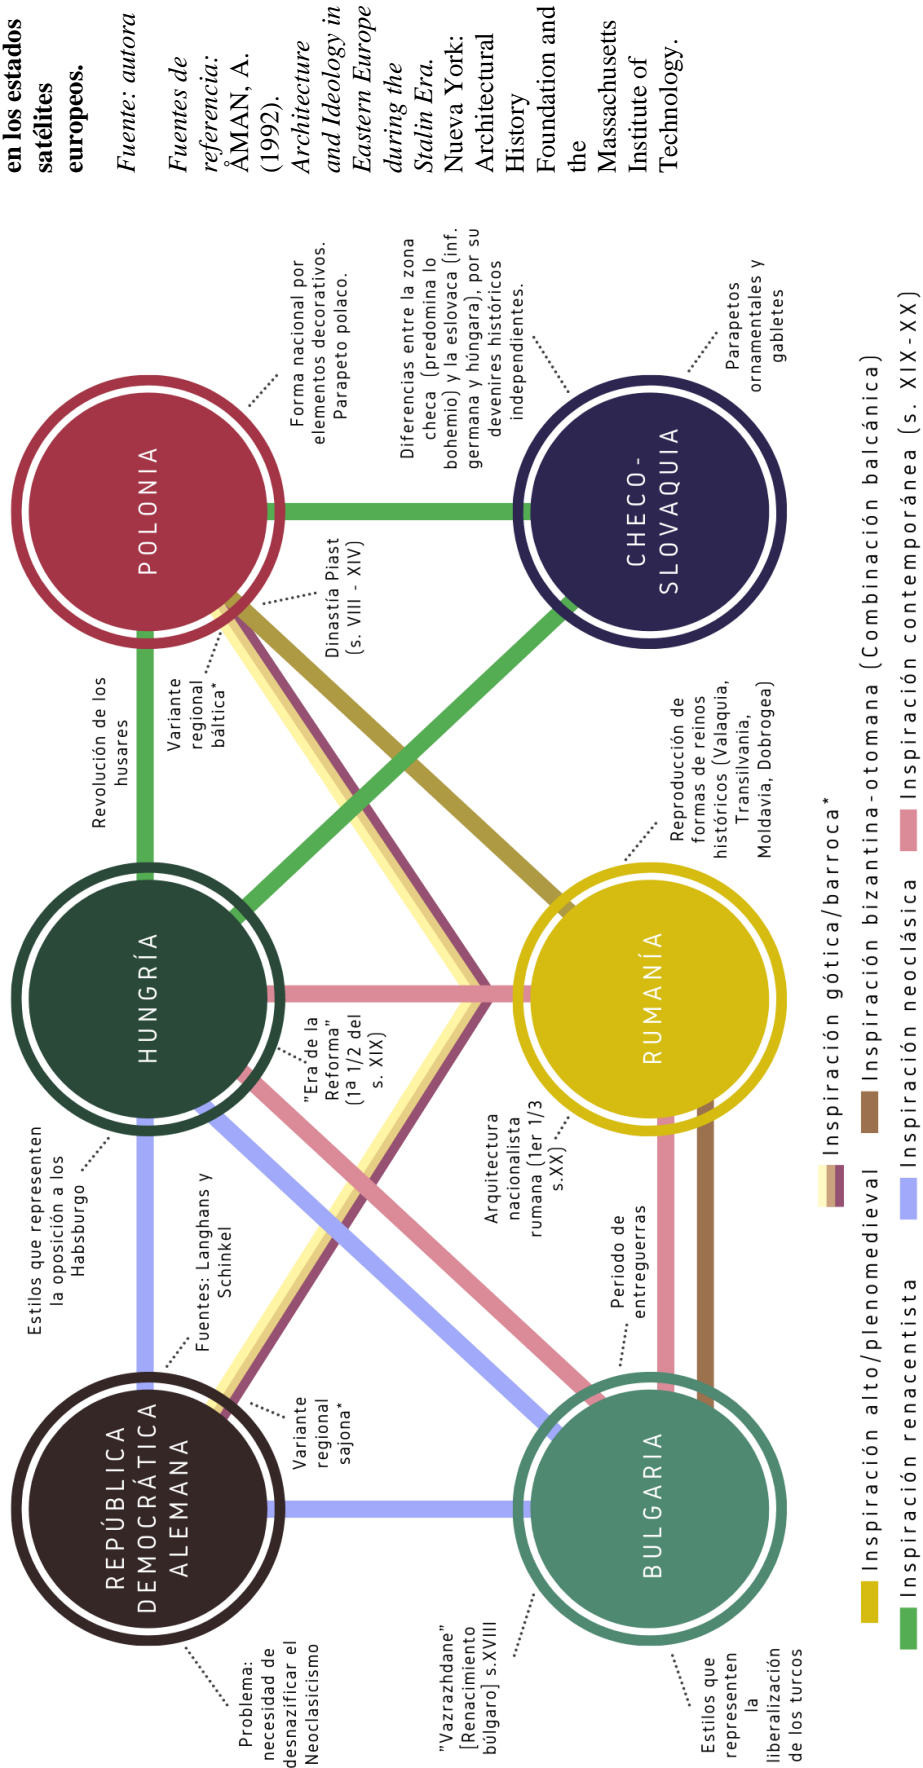 en los estados
satélites
europeos.
Fuente: autora
Fuentes de
referencia:
ÅMAN, A.
(1992).
Architecture
and Ideology in
Eastern Europe
during the
Stalin Era.
Nueva York:
Architectural
History
Foundation and
the
Massachusetts
Institute of
Technology.
Problema:
necesidad de
desnazificar el
Neoclasicismo
REPÚBLICA
DEMOCRÁTICA
ALEMANA
Fuentes: Langhans y
Schinkel
Variante
regional
sajona*
Estilos que representen
la oposición a los
Habsburgo
HUNGRÍA
"Era de la
Reforma"
(1ª 1/2 del
s. XIX)
Revolución de los
husares
Variante
regional
báltica*
POLONIA
Dinastía Piast
(s. VIII - XIV)
Forma nacional por
elementos decorativos.
Parapeto polaco.
"Vazrazhdane"
[Renacimiento
búlgaro] s.XVIII
BULGARIA
Estilos que
representen
la
liberalización
de los turcos
Periodo de
entreguerras
Arquitectura
nacionalista
rumana (1er 1/3
s.XX)
RUMANÍA
Reproducción de
formas de reinos
históricos (Valaquia,
Transilvania,
Moldavia, Dobrogea)
Diferencias entre la zona
checa (predomina lo
bohemio) y la eslovaca (inf.
germana y húngara), por su
devenires históricos
independientes.
CHECO-
SLOVAQUIA
Parapetos
ornamentales y
gabletes
Inspiración gótica/barroca*
Inspiración alto/plenomedieval
Inspiración bizantina-otomana (Combinación balcánica)
Inspiración renacentista
Inspiración neoclásica
Inspiración contemporánea (s. XIX-XX)